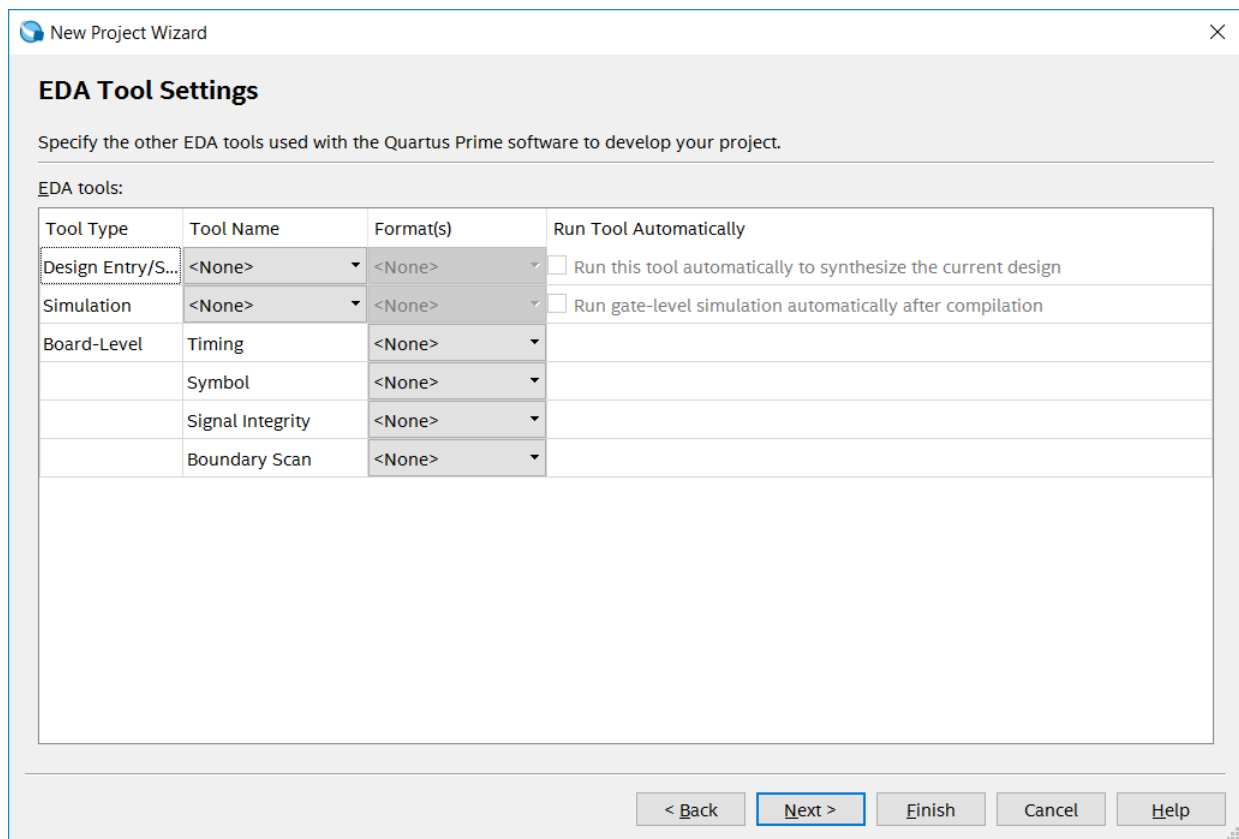 New Project Wizard
EDA Tool Settings
Specify the other EDA tools used with the Quartus Prime software to develop your project.
EDA tools:
Tool Type Tool Name Format(s) Run Tool Automatically
Design Entry/S... <None> <None> Run this tool automatically to synthesize the current design
Simulation <None> <None> Run gate-level simulation automatically after compilation
Board-Level Timing <None>
Symbol <None>
Signal Integrity <None>
Boundary Scan <None>
< Back Next > Finish Cancel Help